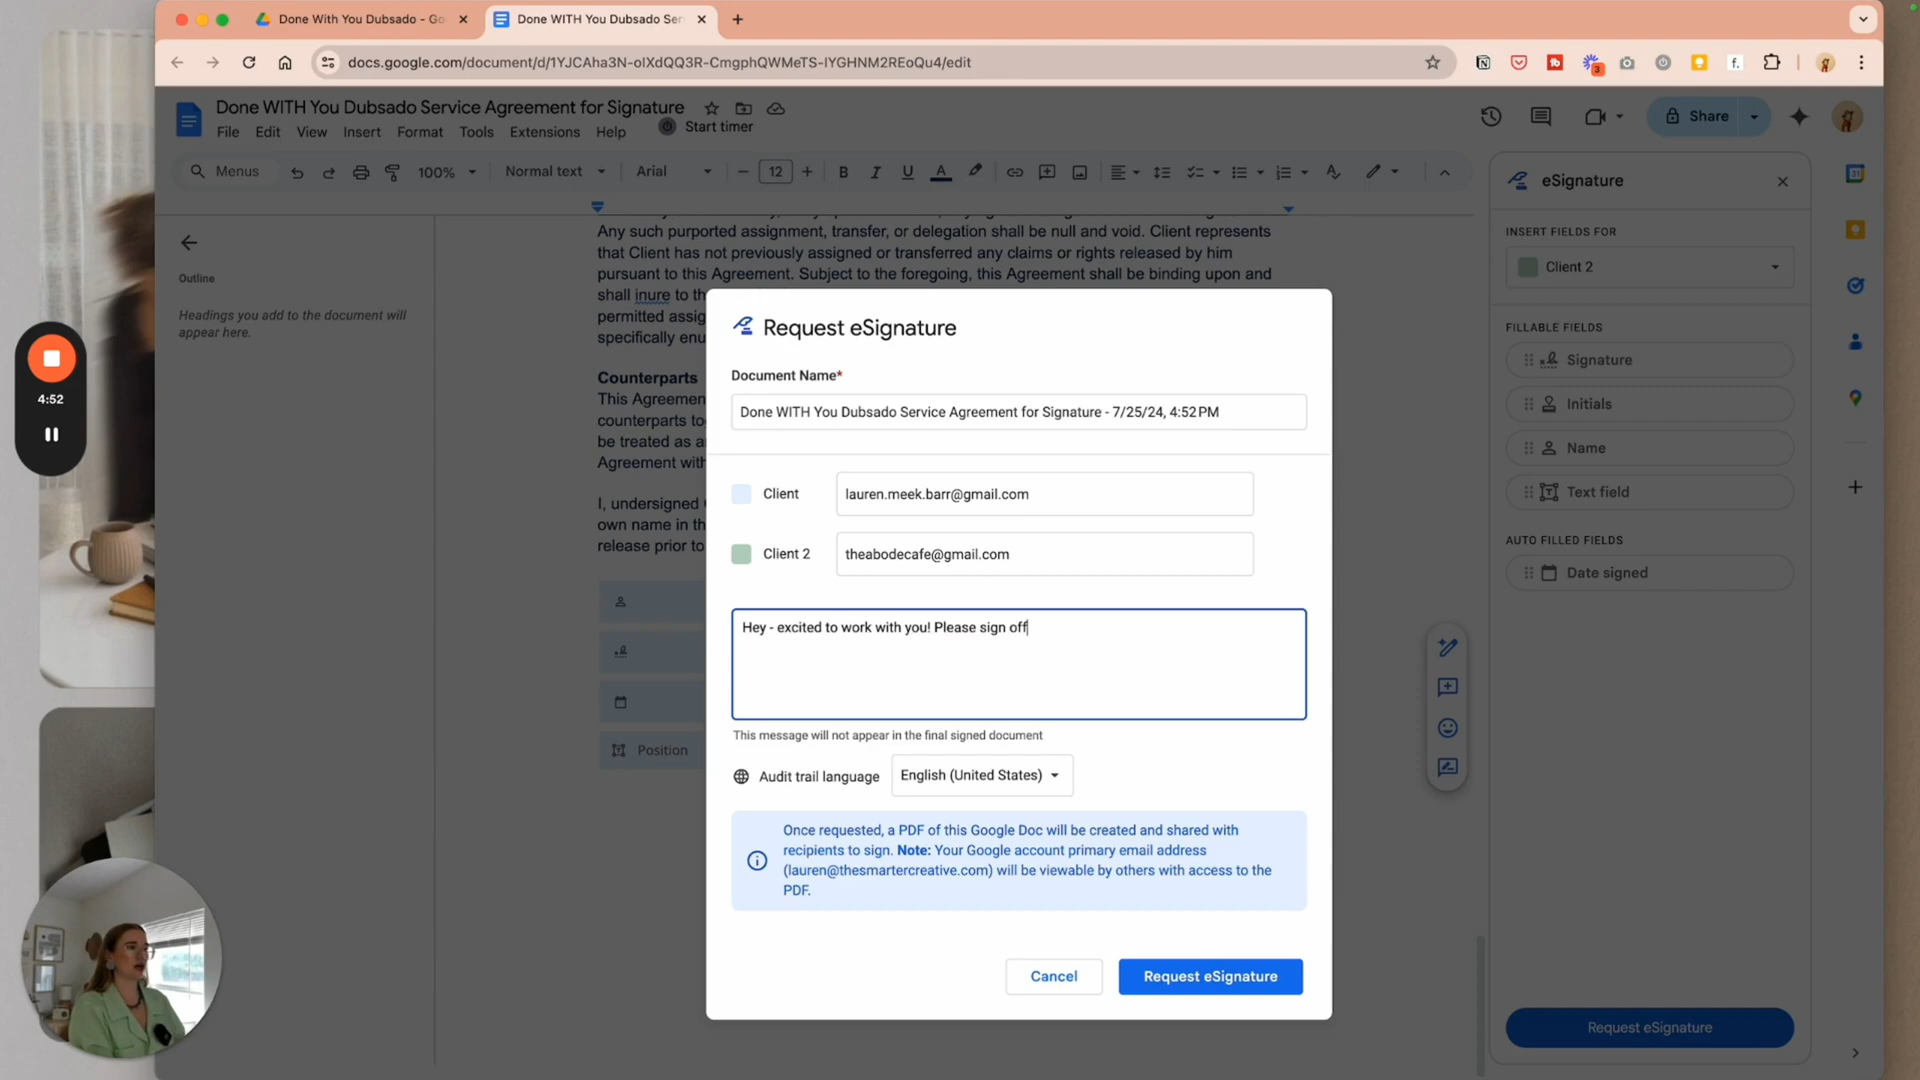 Done With You Dubsado - Go
Done WITH You Dubsado Ser
docs.google.com/document/d/1YJCAha3N-oIXdQQ3R-CmgphQWMeTS-IYGHNM2REoQu4/edit
3
f.
Done WITH You Dubsado Service Agreement for Signature
File Edit View Insert Format Tools Extensions Help
Start timer
Share
Menus
100%
Normal text
Arial
12
B I U A
Outline
Headings you add to the document will
appear here.
4:52
Any such purported assignment, transfer, or delegation shall be null and void. Client represents
that Client has not previously assigned or transferred any claims or rights released by him
pursuant to this Agreement. Subject to the foregoing, this Agreement shall be binding upon and
shall inure to th
permitted assig
specifically enu
Counterparts
This Agreemen
counterparts to
be treated as a
Agreement with
I, undersigned
own name in th
release prior to
Position
Request eSignature
Document Name*
Done WITH You Dubsado Service Agreement for Signature - 7/25/24, 4:52 PM
Client
lauren.meek.barr@gmail.com
Client 2
theabodecafe@gmail.com
Hey - excited to work with you! Please sign off
This message will not appear in the final signed document
Audit trail language
English (United States)
Once requested, a PDF of this Google Doc will be created and shared with
recipients to sign. Note: Your Google account primary email address
(lauren@thesmartercreative.com) will be viewable by others with access to the
PDF.
Cancel
Request eSignature
eSignature
INSERT FIELDS FOR
Client 2
FILLABLE FIELDS
Signature
Initials
Name
Text field
AUTO FILLED FIELDS
Date signed
Request eSignature
31